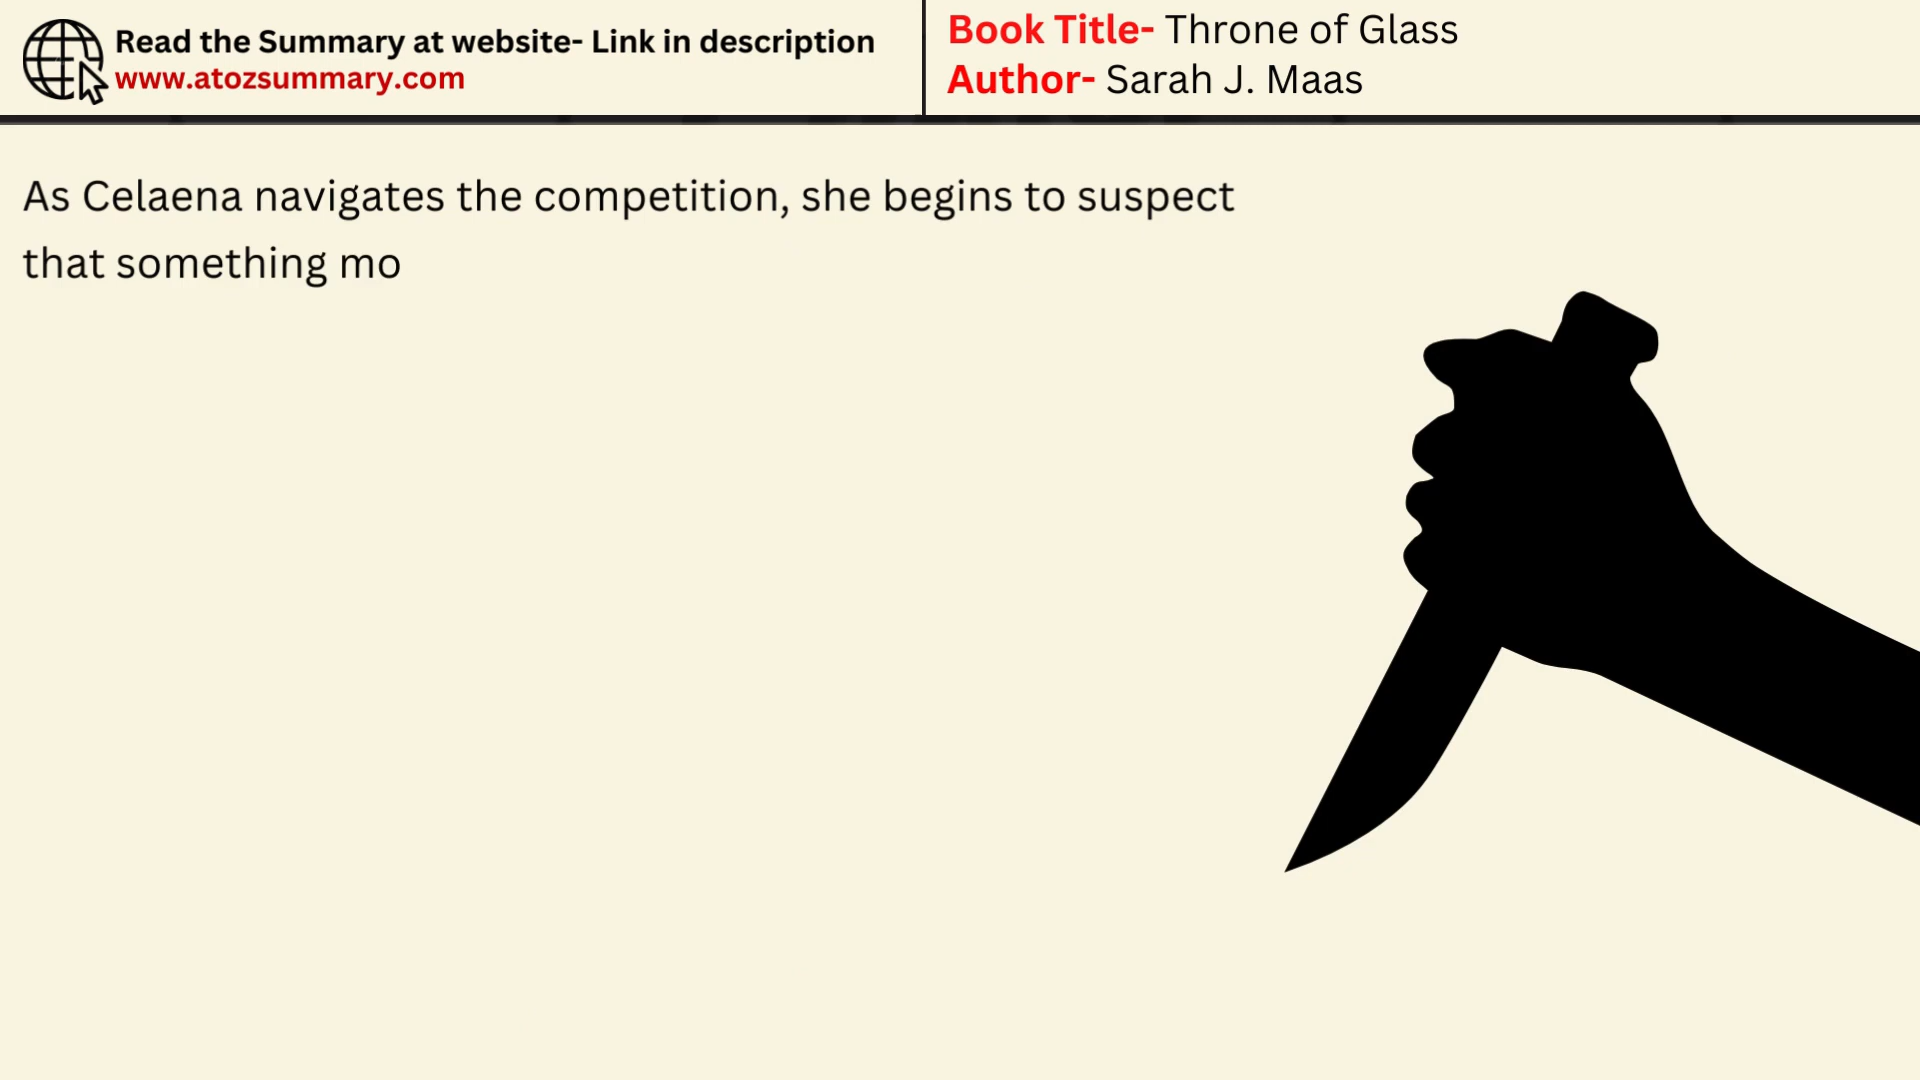 Read the Summary at website- Link in description
www.atozsummary.com
Book Title- Throne of Glass
Author- Sarah J. Maas
As Celaena navigates the competition, she begins to suspect
that something mo